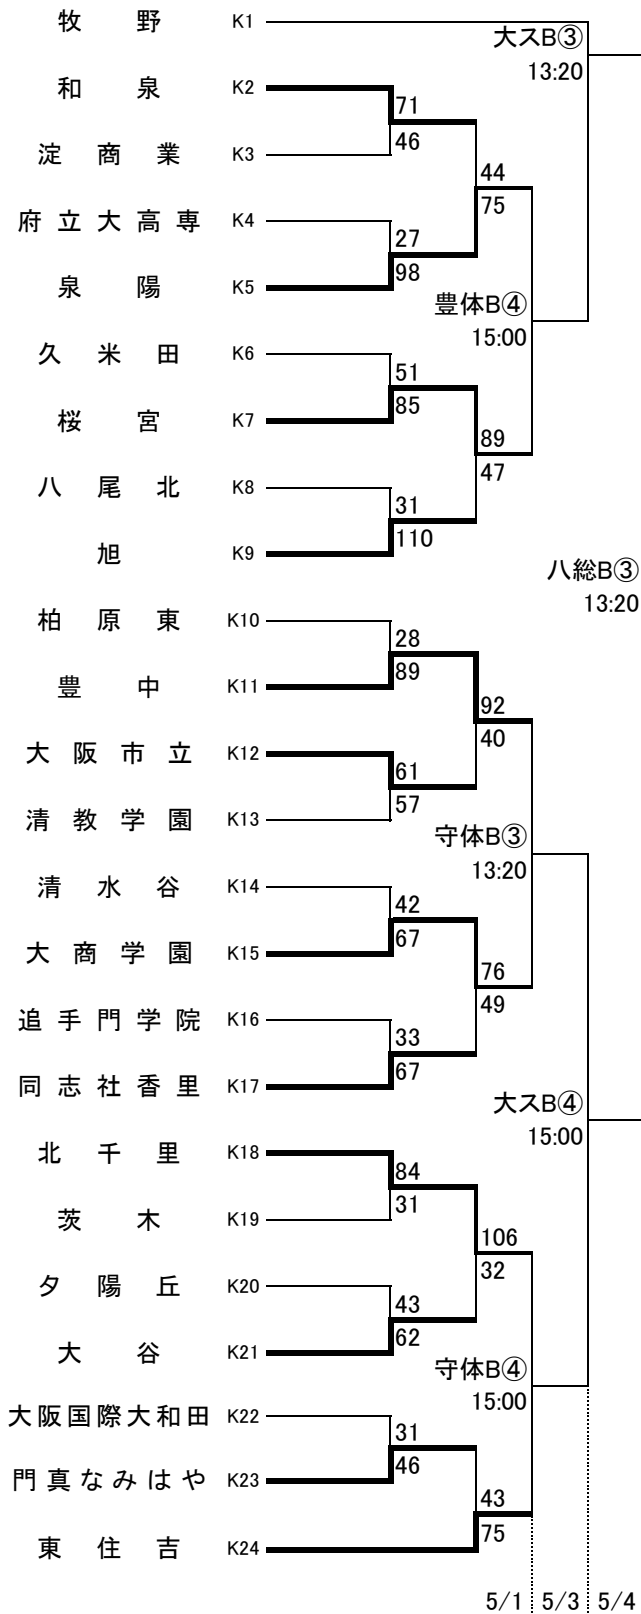 牧野 K1
大スB③
13:20
和泉 K2
71
46
淀商業 K3
44
75
府立大高専 K4
27
98
泉陽 K5
豊体B④
15:00
久米田 K6
51
85
桜宮 K7
89
47
八尾北 K8
31
110
旭 K9
八総B③
13:20
柏原東 K10
28
89
豊中 K11
92
40
大阪市立 K12
61
57
清教学園 K13
守体B③
13:20
清水谷 K14
42
67
大商学園 K15
76
49
追手門学院 K16
33
67
同志社香里 K17
大スB④
15:00
北千里 K18
84
31
茨木 K19
106
32
夕陽丘 K20
43
62
大谷 K21
守体B④
15:00
大阪国際大和田 K22
31
46
門真なみはや K23
43
75
東住吉 K24
5/1 5/3 5/4